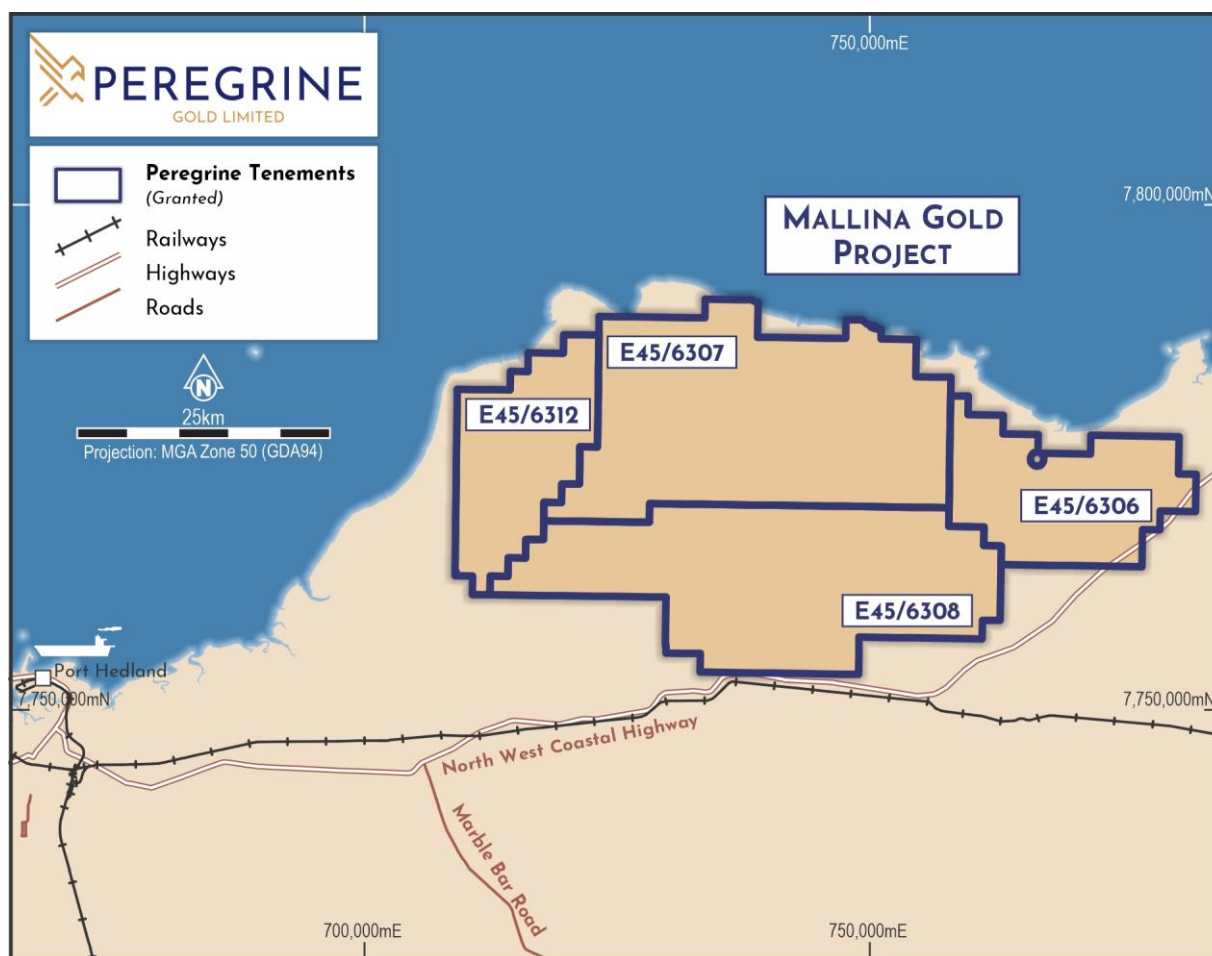 750,000mE
PEREGRINE
GOLD LIMITED
Peregrine Tenements
(Granted)
Railways
Highways
Roads
7,800,000mN
MALLINA GOLD
PROJECT
E45/6307
E45/6312
N
25km
Projection: MGA Zone 50 (GDA94)
E45/6306
E45/6308
Port Hedland
7,750,000mN
7,750,000mN
North West Coastal Highway
Marble Bar Road
700,000mE
750,000mE